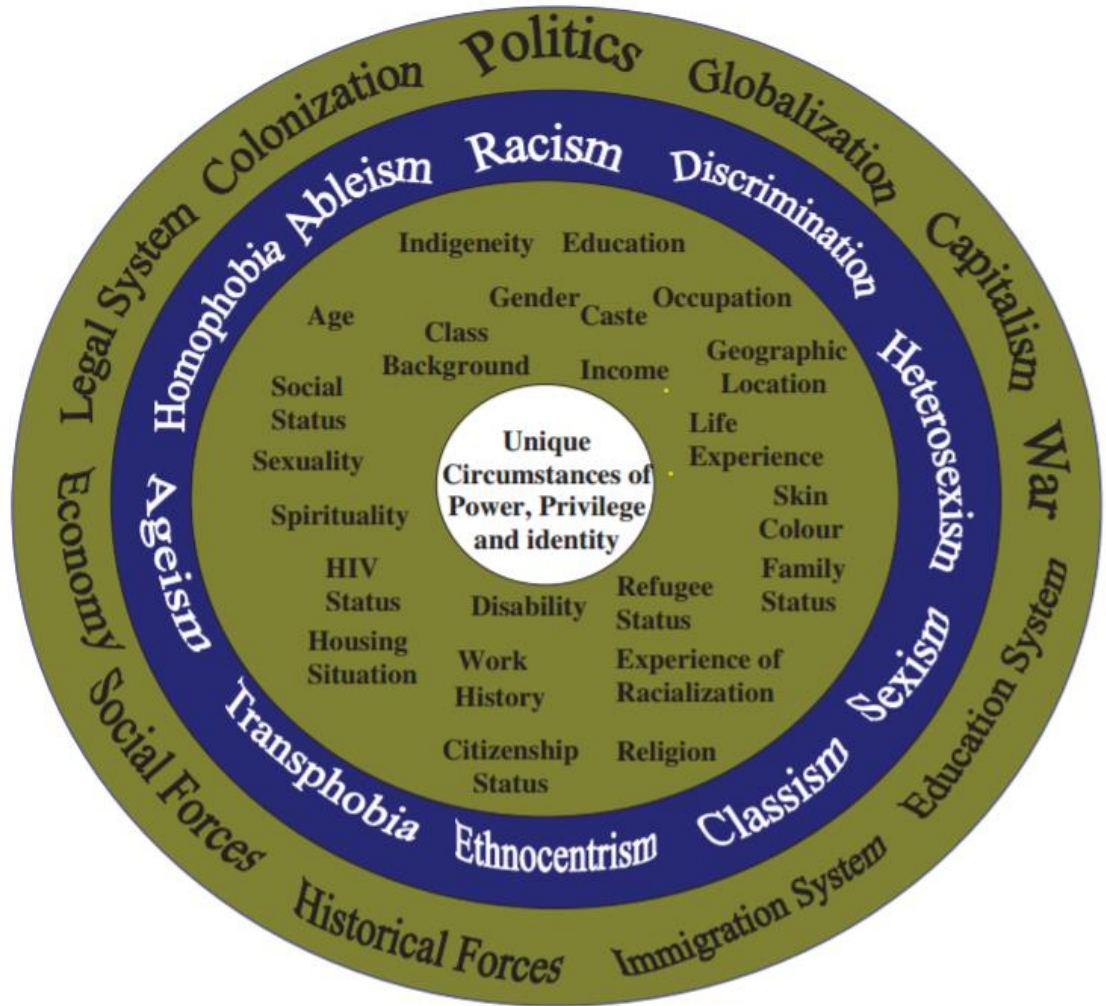 Politics
Globalization
Capitalism
War
Education System
Immigration System
Historical Forces
Social Forces
Economy
Legal System
Colonization
Racism
Discrimination
Heterosexism
Sexism
Classism
Ethnocentrism
Transphobia
Ageism
Homophobia
Ableism
Indigeneity
Education
Age
Gender
Caste
Occupation
Class
Background
Income
Geographic
Location
Social
Status
Life
Experience
Sexuality
Skin
Colour
Spirituality
HIV
Status
Disability
Refugee
Status
Family
Status
Housing
Situation
Work
History
Experience of
Racialization
Citizenship
Status
Religion
Unique
Circumstances of
Power, Privilege
and identity